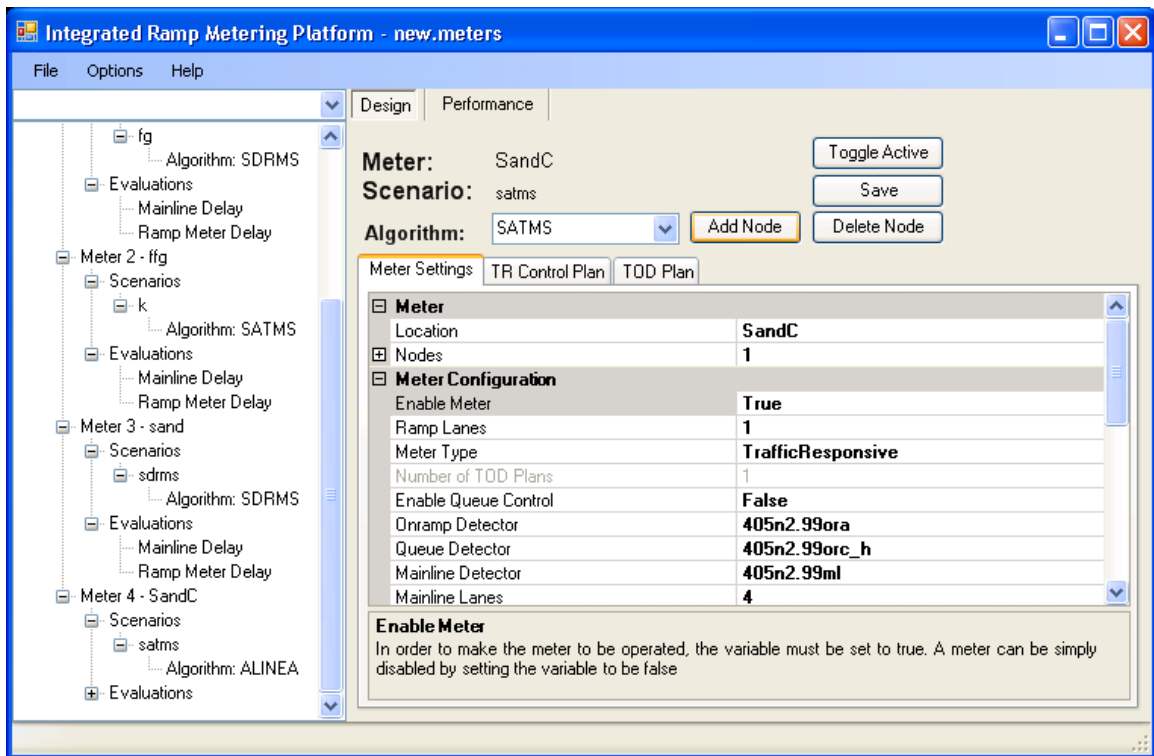 Integrated Ramp Metering Platform - new.meters
File Options Help
Design Performance
fg
Algorithm: SDRMS
Evaluations
Mainline Delay
Ramp Meter Delay
Meter 2 - ffg
Scenarios
k
Algorithm: SATMS
Evaluations
Mainline Delay
Ramp Meter Delay
Meter 3 - sand
Scenarios
sdrms
Algorithm: SDRMS
Evaluations
Mainline Delay
Ramp Meter Delay
Meter 4 - SandC
Scenarios
satms
Algorithm: ALINEA
Evaluations
Meter: SandC
Toggle Active
Scenario: satms
Save
Algorithm: SATMS Add Node Delete Node
Meter Settings TR Control Plan TOD Plan
Meter
Location SandC
Nodes 1
Meter Configuration
Enable Meter True
Ramp Lanes 1
Meter Type TrafficResponsive
Number of TOD Plans 1
Enable Queue Control False
Onramp Detector 405n2.99ora
Queue Detector 405n2.99orc_h
Mainline Detector 405n2.99ml
Mainline Lanes 4
Enable Meter
In order to make the meter to be operated, the variable must be set to true. A meter can be simply
disabled by setting the variable to be false